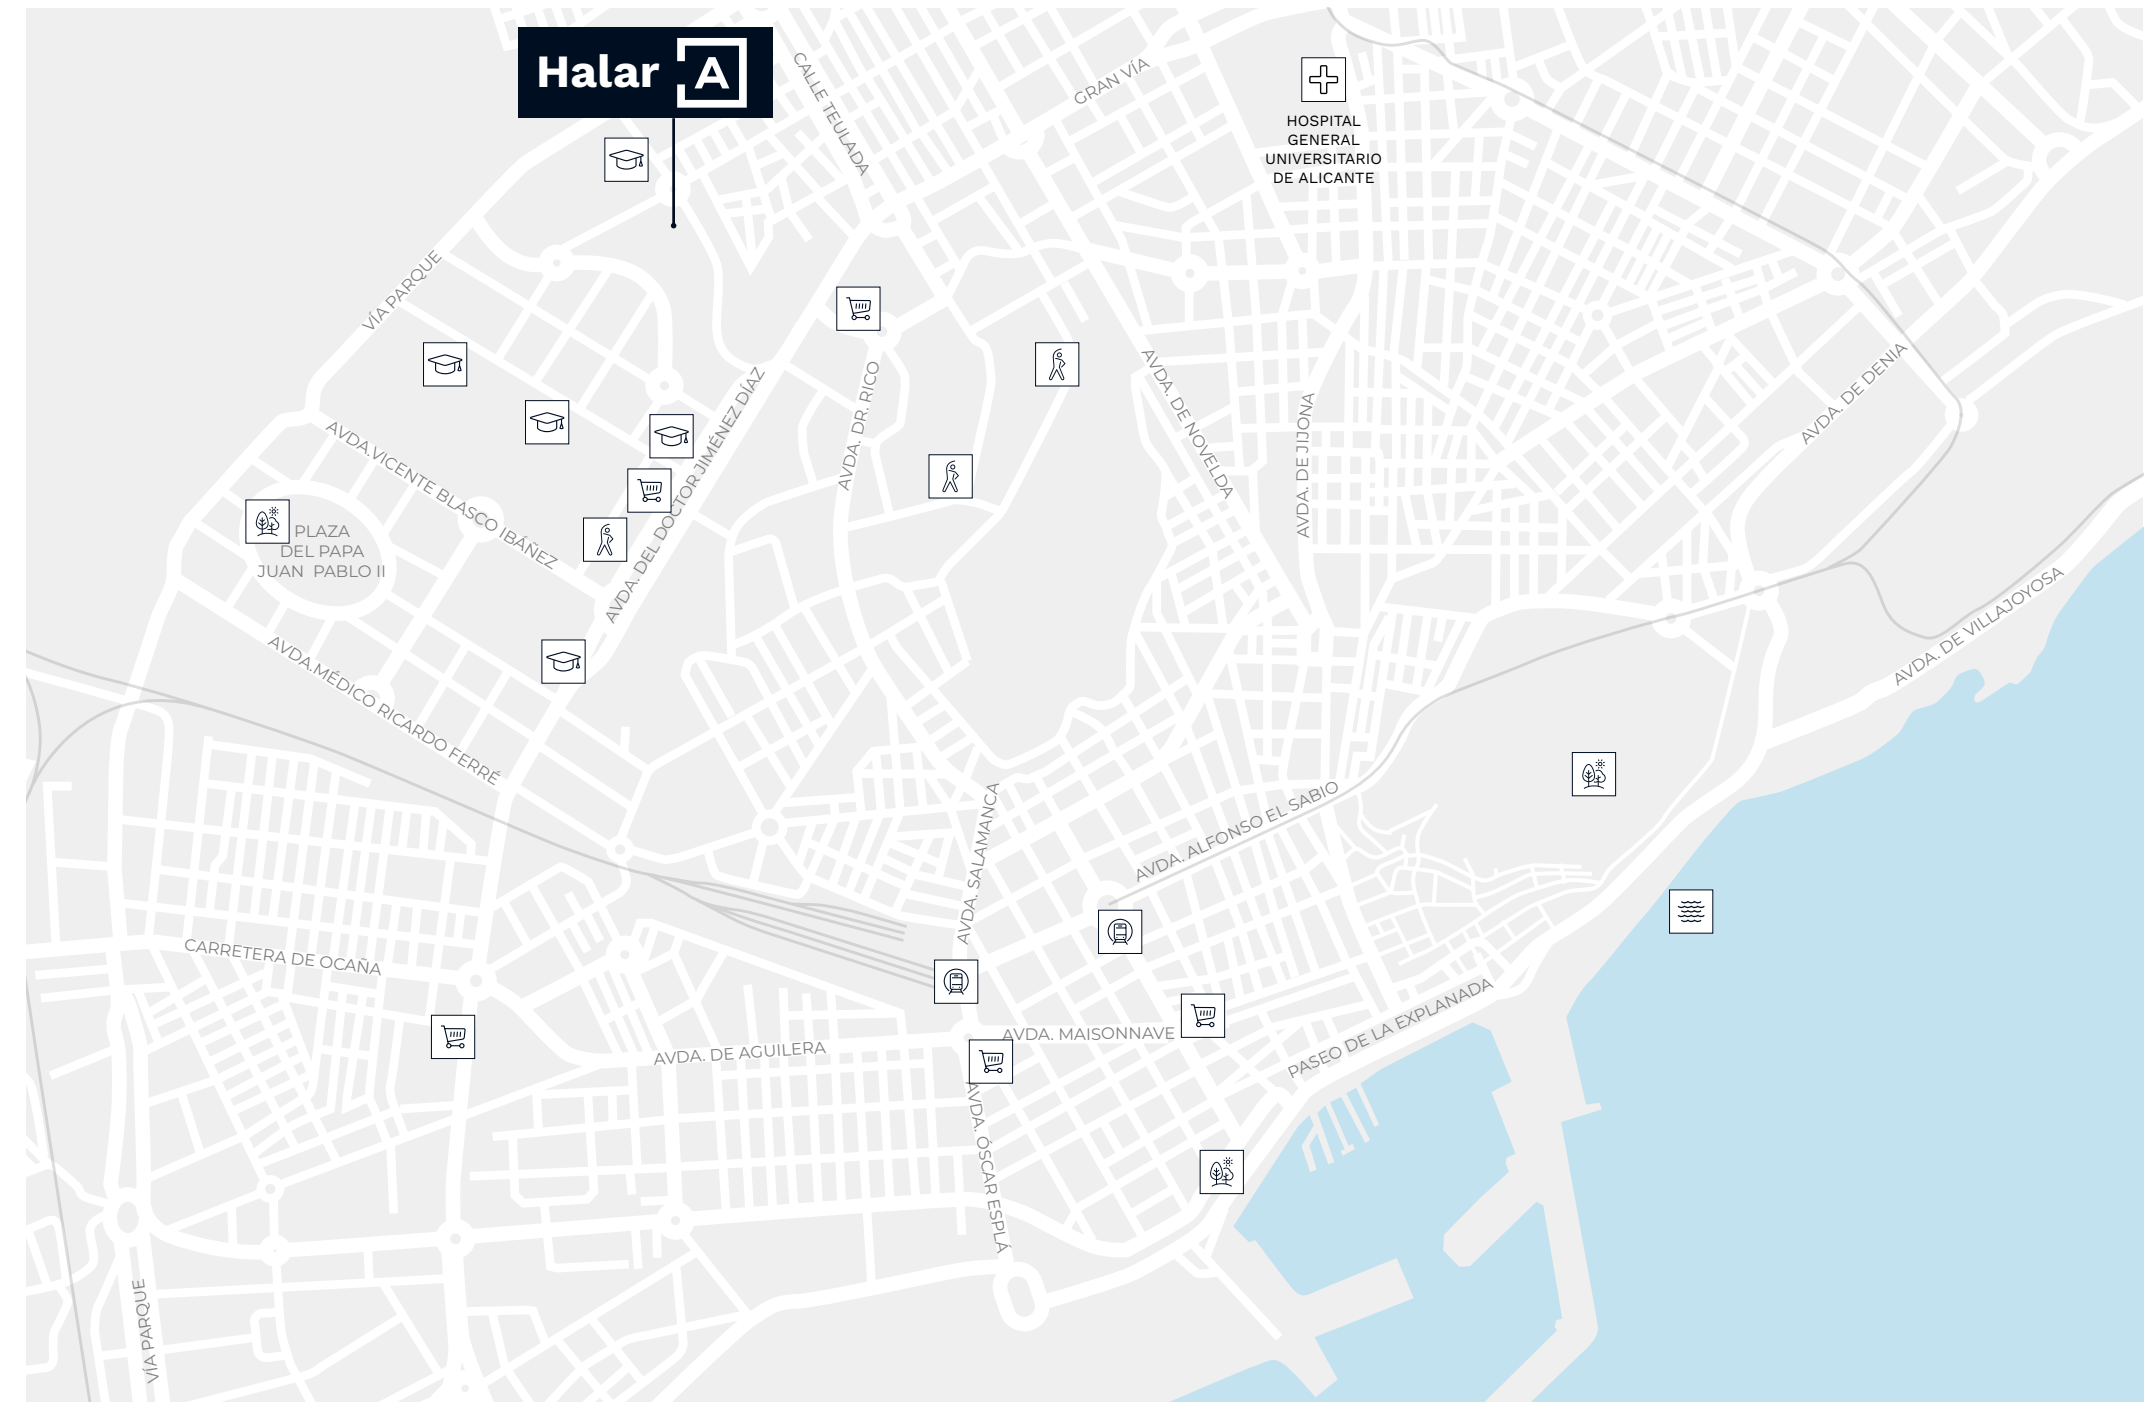 Halar A
CALLE TEULADA
GRAN VÍA
HOSPITAL
GENERAL
UNIVERSITARIO
DE ALICANTE
VÍA PARQUE
AVDA. DEL DOCTOR JIMÉNEZ DÍAZ
AVDA. DR. RICO
AVDA. DE NOVELDA
AVDA. DE JIJONA
AVDA. DE DENIA
AVDA.VICENTE BLASCO IBÁÑEZ
PLAZA
DEL PAPA
JUAN PABLO II
AVDA. DE VILLAJOYOSA
AVDA.MÉDICO RICARDO FERRÉ
AVDA. SALAMANCA
AVDA. ALFONSO EL SABIO
CARRETERA DE OCAÑA
AVDA. MAISONNAVE
PASEO DE LA EXPLANADA
AVDA. DE AGUILERA
AVDA. ÓSCAR ESPLÁ
VÍA PARQUE